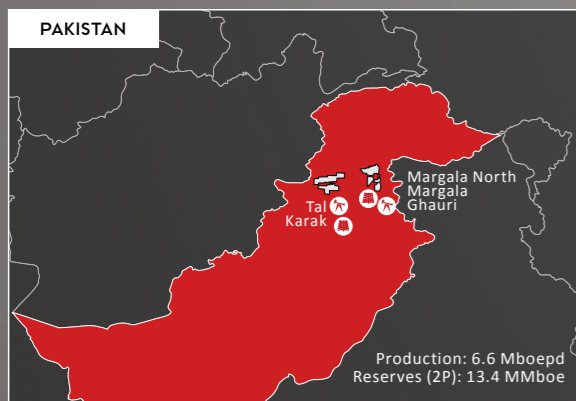 PAKISTAN
Margala North
Margala
Ghauri
Tal
Karak
Production: 6.6 Mboepd
Reserves (2P): 13.4 MMboe